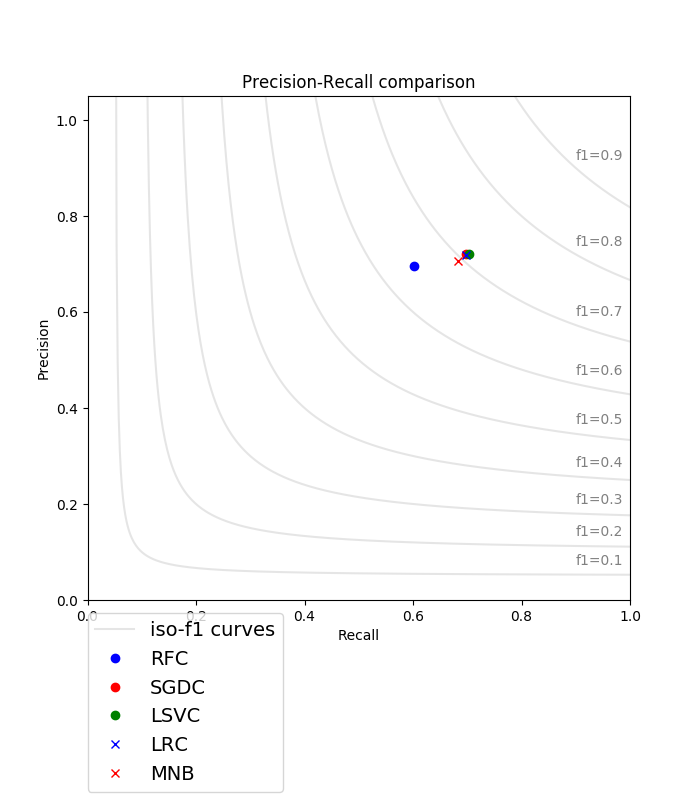 Precision-Recall comparison
1.0
0.8
0.6
0.4
0.2
0.0
Precision
f1=0.9
f1=0.8
f1=0.7
f1=0.6
f1=0.5
f1=0.4
f1=0.3
f1=0.2
f1=0.1
0.0 0.2 0.4 0.6 0.8 1.0
Recall
iso-f1 curves
RFC
SGDC
LSVC
LRC
MNB